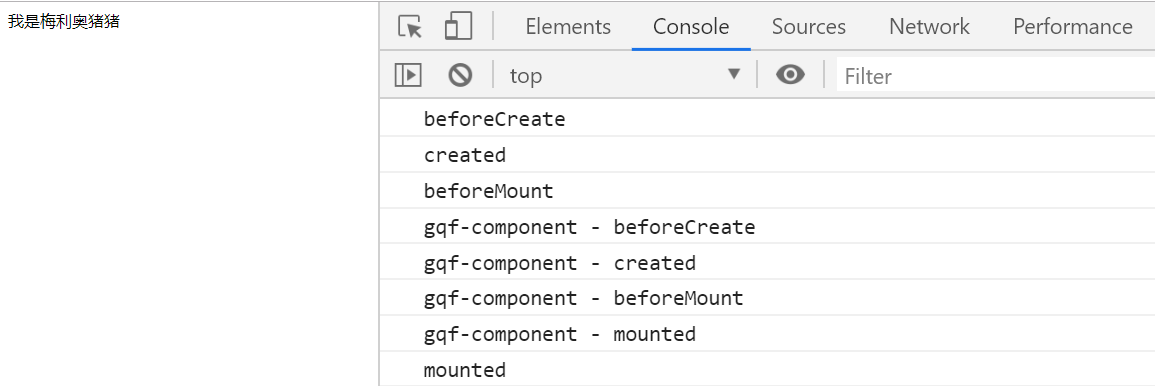 我是梅利奥猪猪
Elements Console Sources Network Performance
top Filter
beforeCreate
created
beforeMount
gqf-component - beforeCreate
gqf-component - created
gqf-component - beforeMount
gqf-component - mounted
mounted